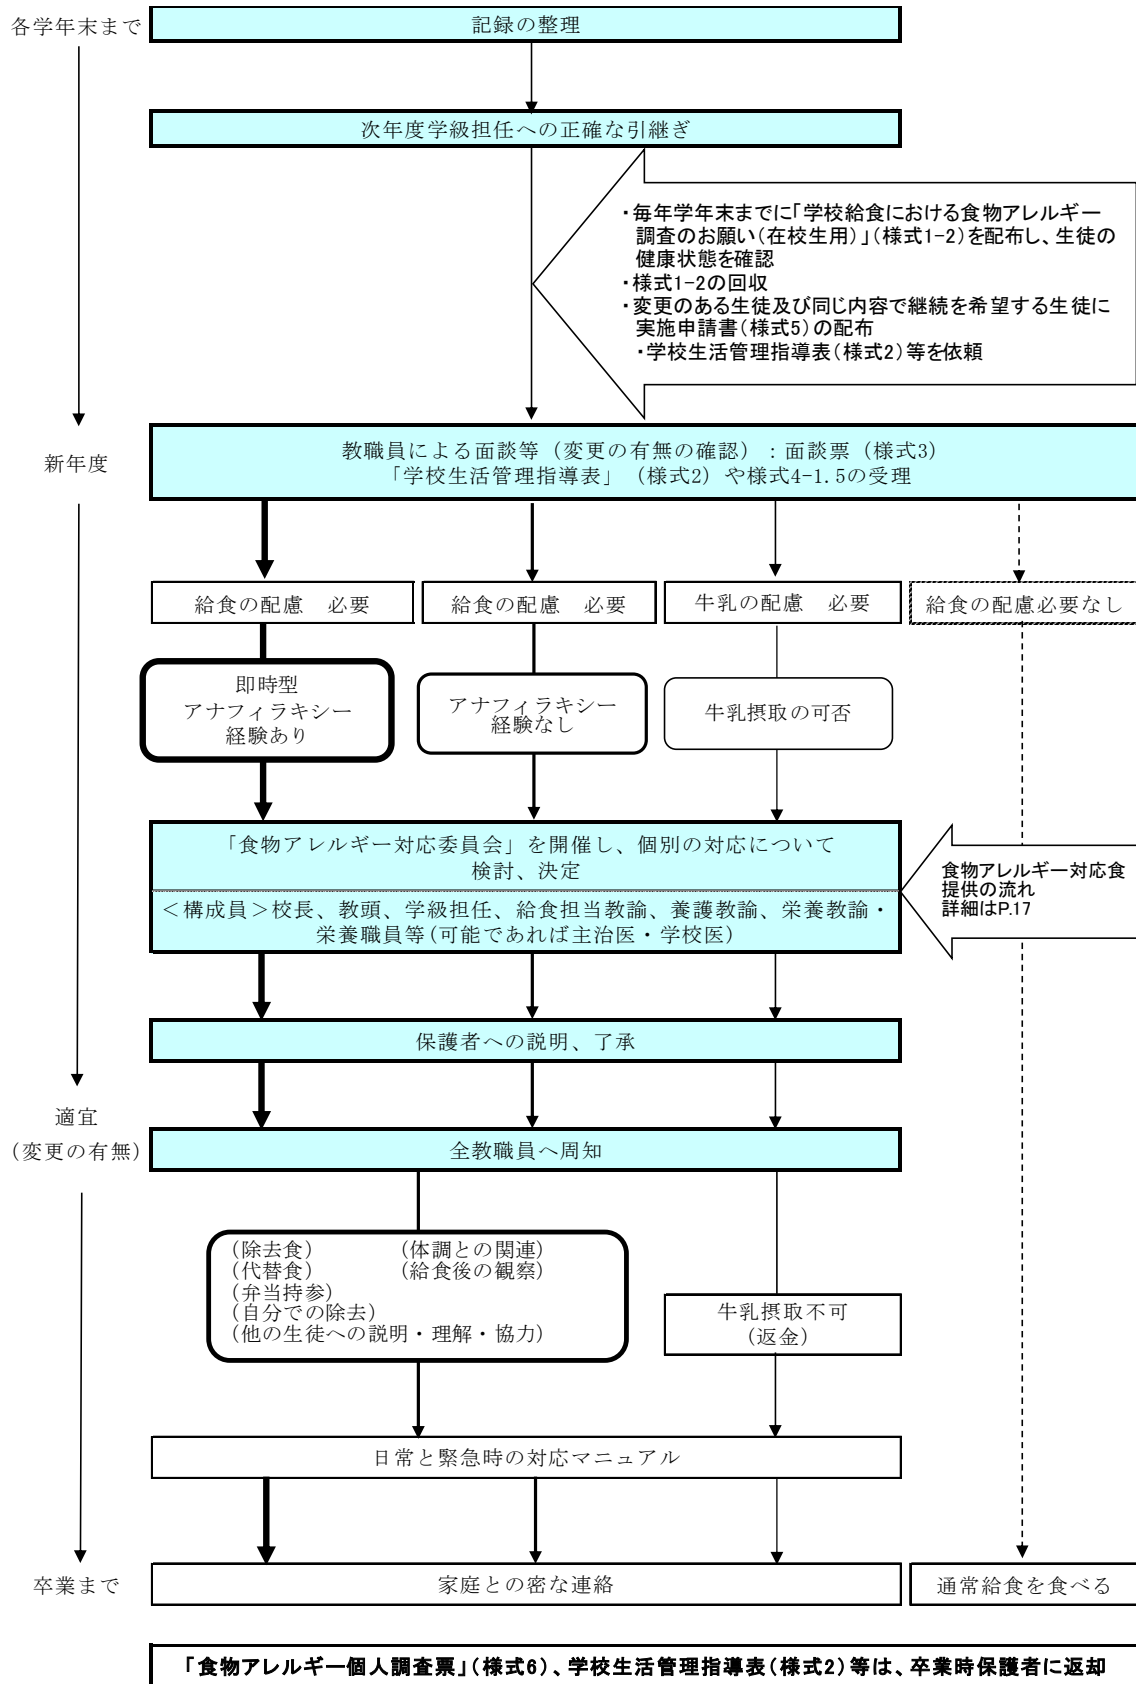 各学年末まで
記録の整理
次年度学級担任への正確な引継ぎ
・毎年学年末までに「学校給食における食物アレルギー
調査のお願い(在校生用)」(様式1-2)を配布し、生徒の
健康状態を確認
・様式1-2の回収
・変更のある生徒及び同じ内容で継続を希望する生徒に
実施申請書(様式5)の配布
・学校生活管理指導表(様式2)等を依頼
新年度
教職員による面談等（変更の有無の確認）：面談票（様式3）
「学校生活管理指導表」（様式2）や様式4-1.5の受理
給食の配慮　必要
給食の配慮　必要
牛乳の配慮　必要
給食の配慮必要なし
即時型
アナフィラキシー
経験あり
アナフィラキシー
経験なし
牛乳摂取の可否
「食物アレルギー対応委員会」を開催し、個別の対応について
検討、決定
＜構成員＞校長、教頭、学級担任、給食担当教諭、養護教諭、栄養教諭・
栄養職員等(可能であれば主治医・学校医)
食物アレルギー対応食
提供の流れ
詳細はP.17
保護者への説明、了承
適宜
(変更の有無)
全教職員へ周知
(除去食)　　　　(体調との関連)
(代替食)　　　　(給食後の観察)
(弁当持参)
(自分での除去)
(他の生徒への説明・理解・協力)
牛乳摂取不可
(返金)
日常と緊急時の対応マニュアル
卒業まで
家庭との密な連絡
通常給食を食べる
「食物アレルギー個人調査票」(様式6)、学校生活管理指導表(様式2)等は、卒業時保護者に返却